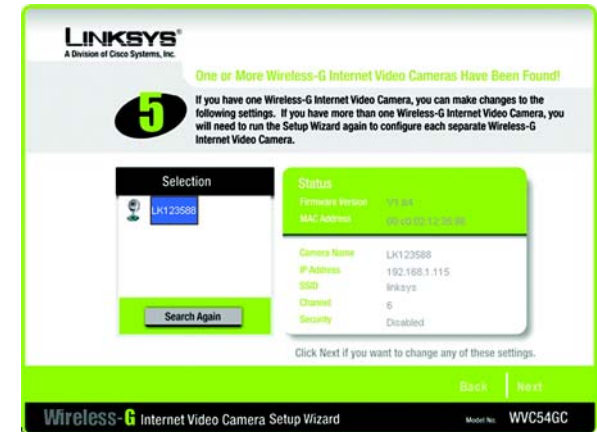 LINKSYS®
A Division of Cisco Systems, Inc.
One or More Wireless-G Internet Video Cameras Have Been Found!
5
If you have one Wireless-G Internet Video Camera, you can make changes to the
following settings. If you have more than one Wireless-G Internet Video Camera, you
will need to run the Setup Wizard again to configure each separate Wireless-G
Internet Video Camera.
Selection
LK123588
Search Again
Status
Firmware Version
MAC Address
Camera Name LK123588
IP Address 192.168.1.115
SSID linksys
Channel 6
Security Disabled
Click Next if you want to change any of these settings.
Back Next
Wireless-G Internet Video Camera Setup Wizard
Model No. WVC54GC